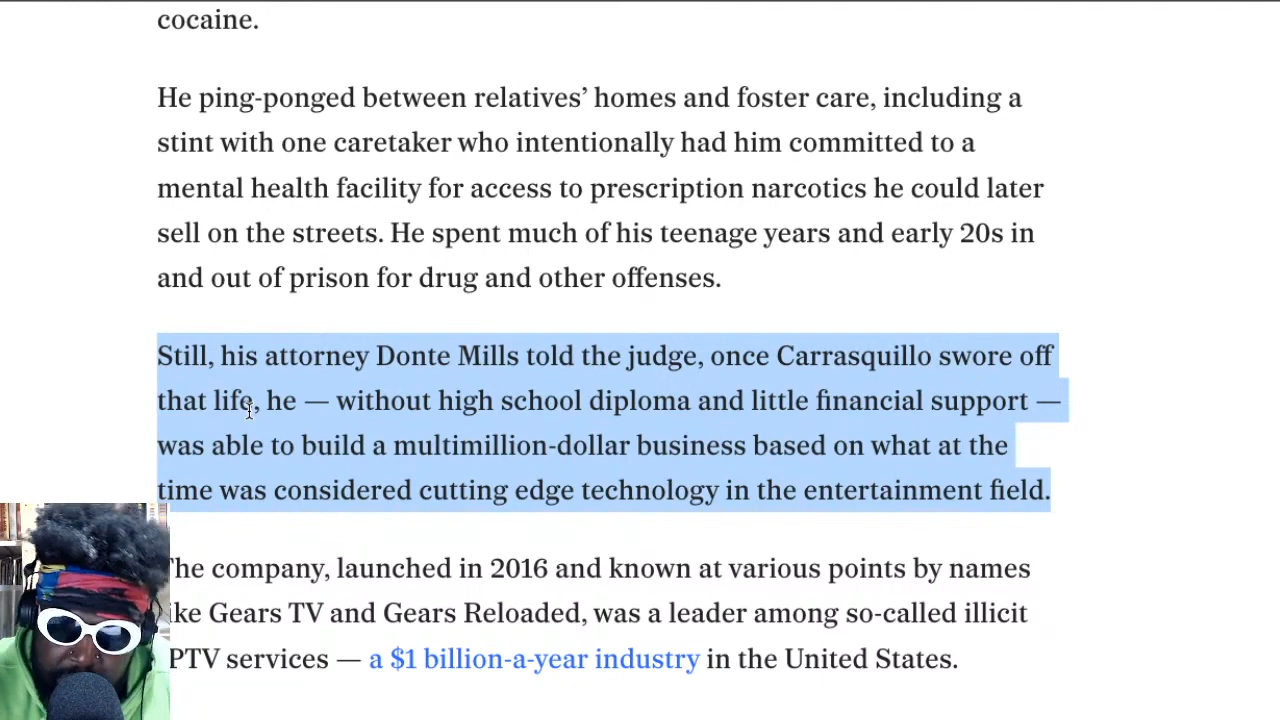 cocaine.
He ping-ponged between relatives’ homes and foster care, including a
stint with one caretaker who intentionally had him committed to a
mental health facility for access to prescription narcotics he could later
sell on the streets. He spent much of his teenage years and early 20s in
and out of prison for drug and other offenses.
Still, his attorney Donte Mills told the judge, once Carrasquillo swore off
that life, he — without high school diploma and little financial support —
was able to build a multimillion-dollar business based on what at the
time was considered cutting edge technology in the entertainment field.
The company, launched in 2016 and known at various points by names
like Gears TV and Gears Reloaded, was a leader among so-called illicit
IPTV services — a $1 billion-a-year industry in the United States.